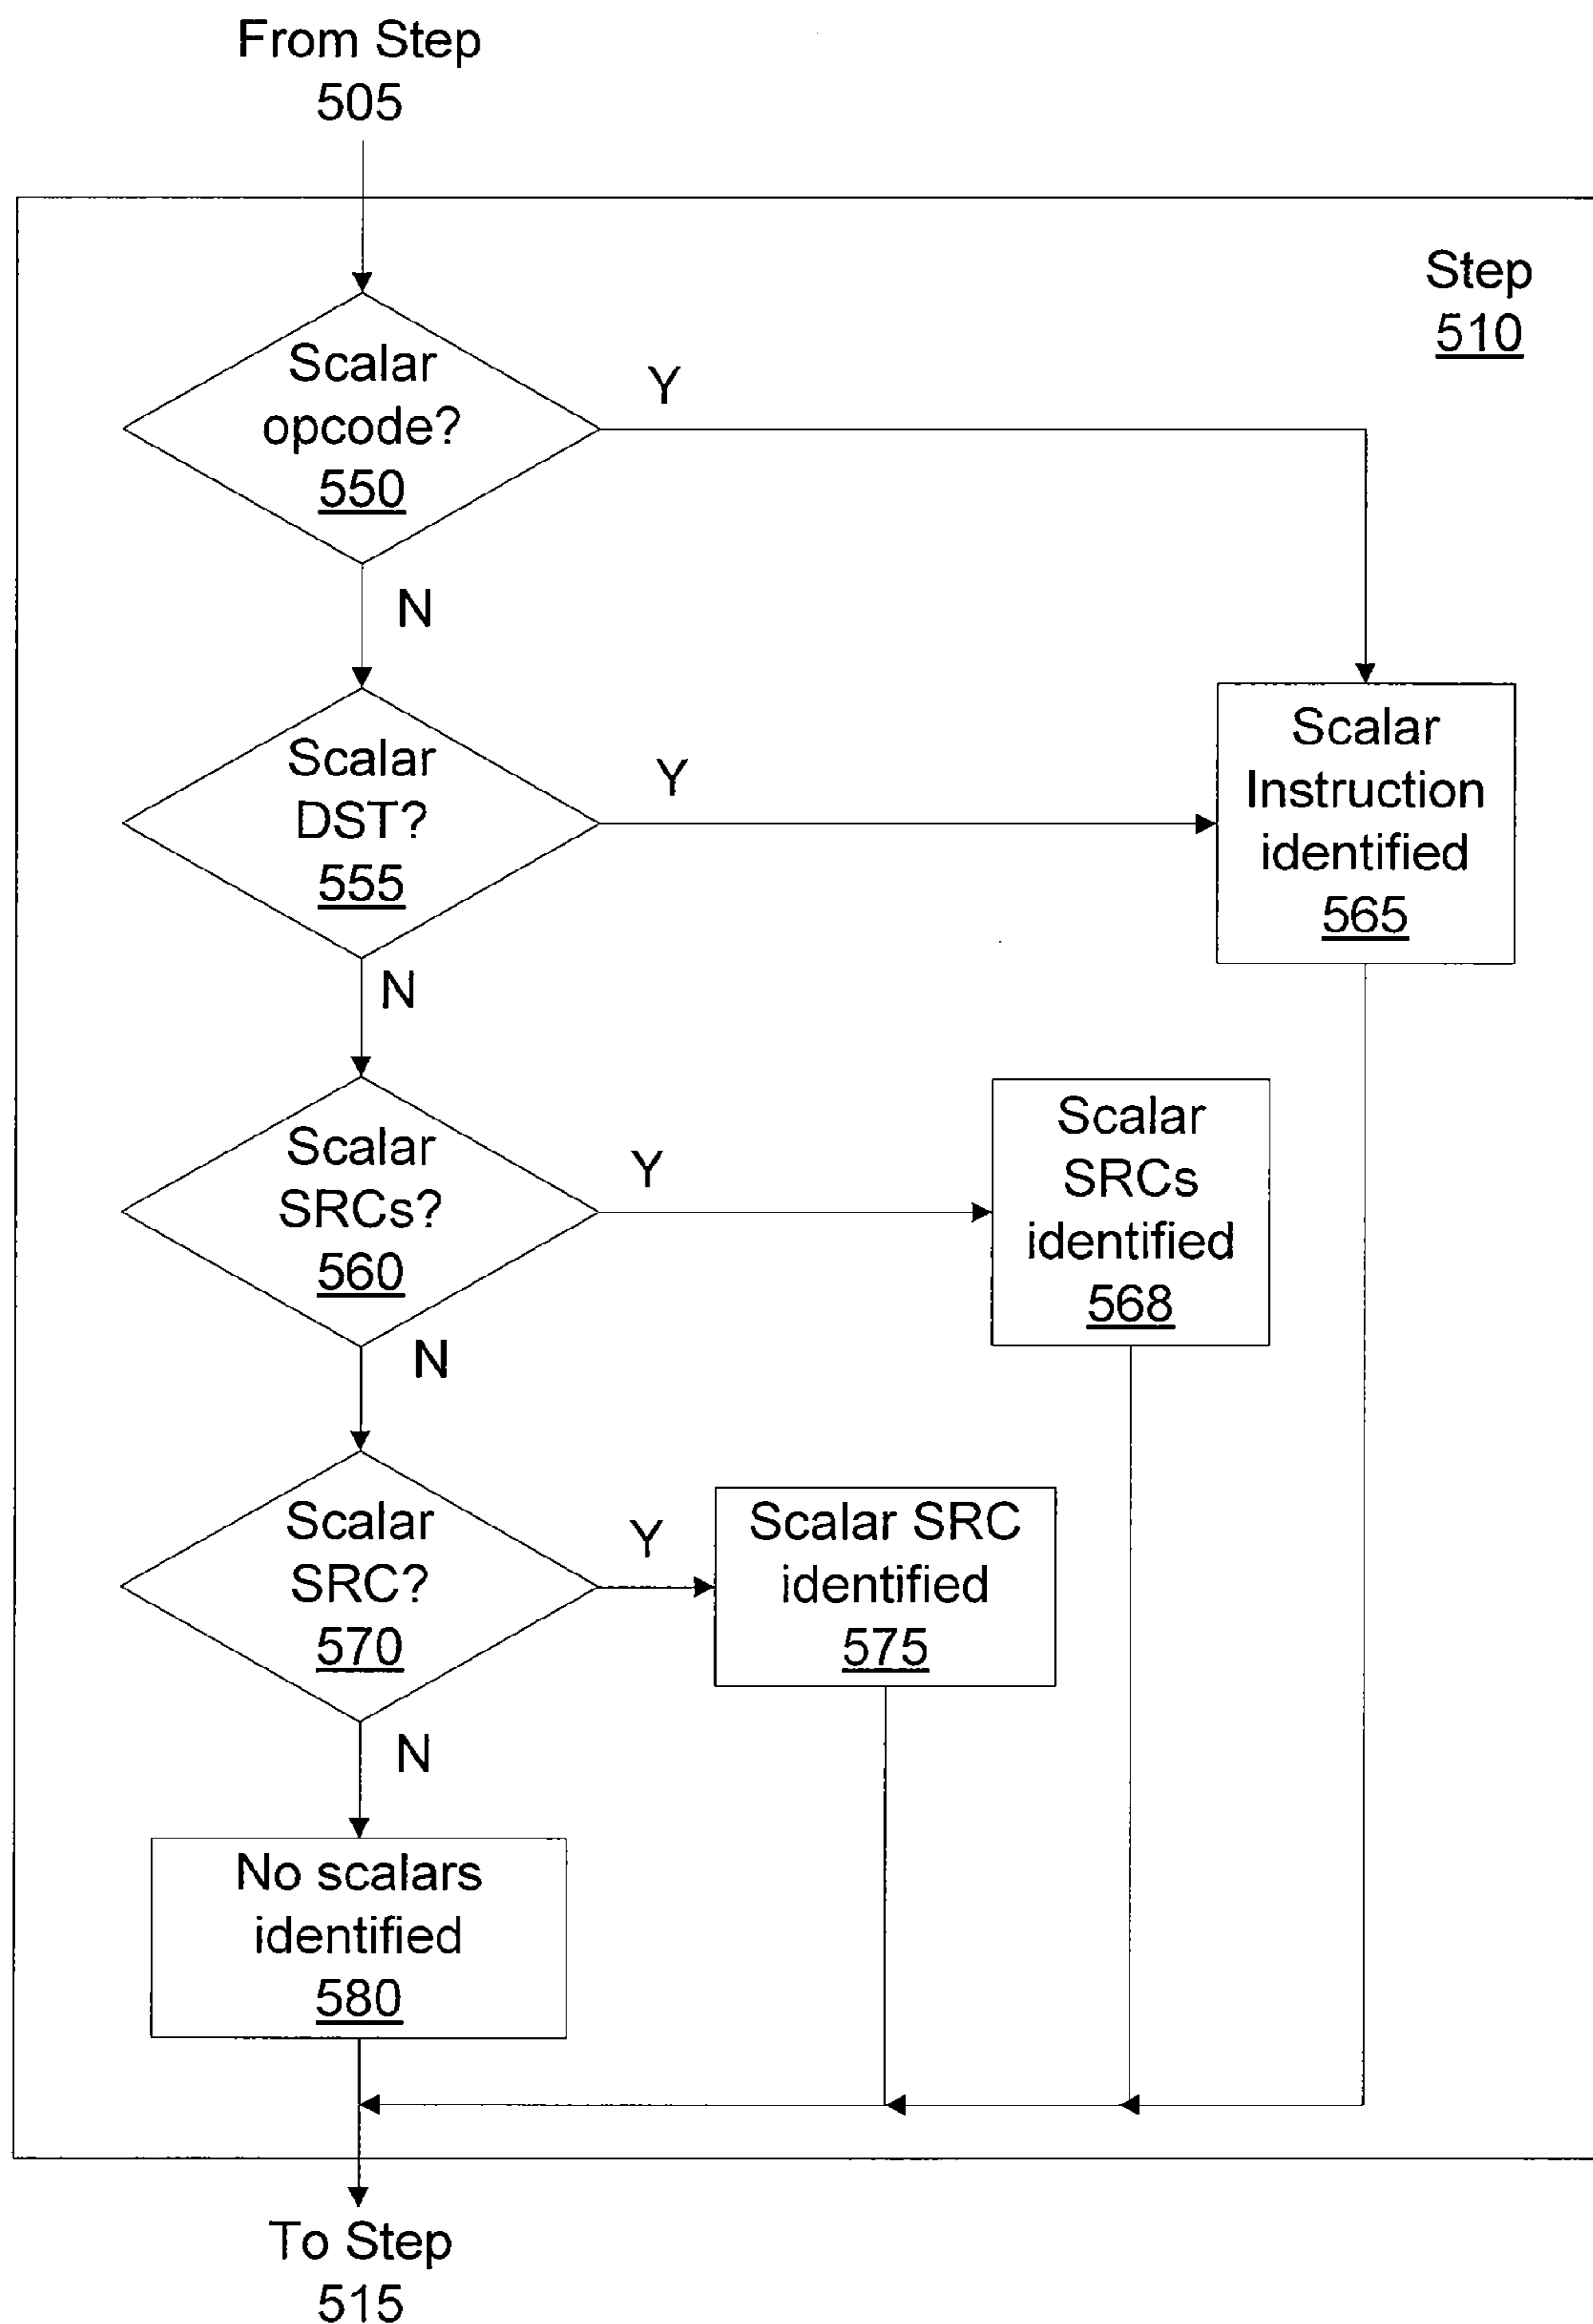 From Step
505
Step
510
Scalar
opcode?
550
Y
N
Scalar
DST?
555
Y
Scalar
Instruction
identified
565
N
Scalar
SRCs?
560
Y
Scalar
SRCs
identified
568
N
Scalar
SRC?
570
Y
Scalar SRC
identified
575
N
No scalars
identified
580
To Step
515